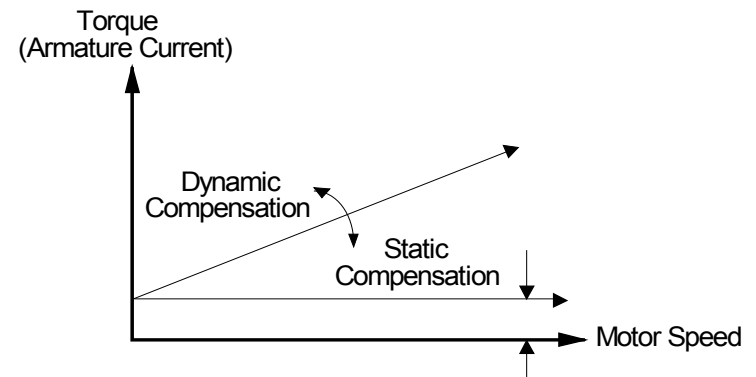 Torque
(Armature Current)
Dynamic
Compensation
Static
Compensation
Motor Speed